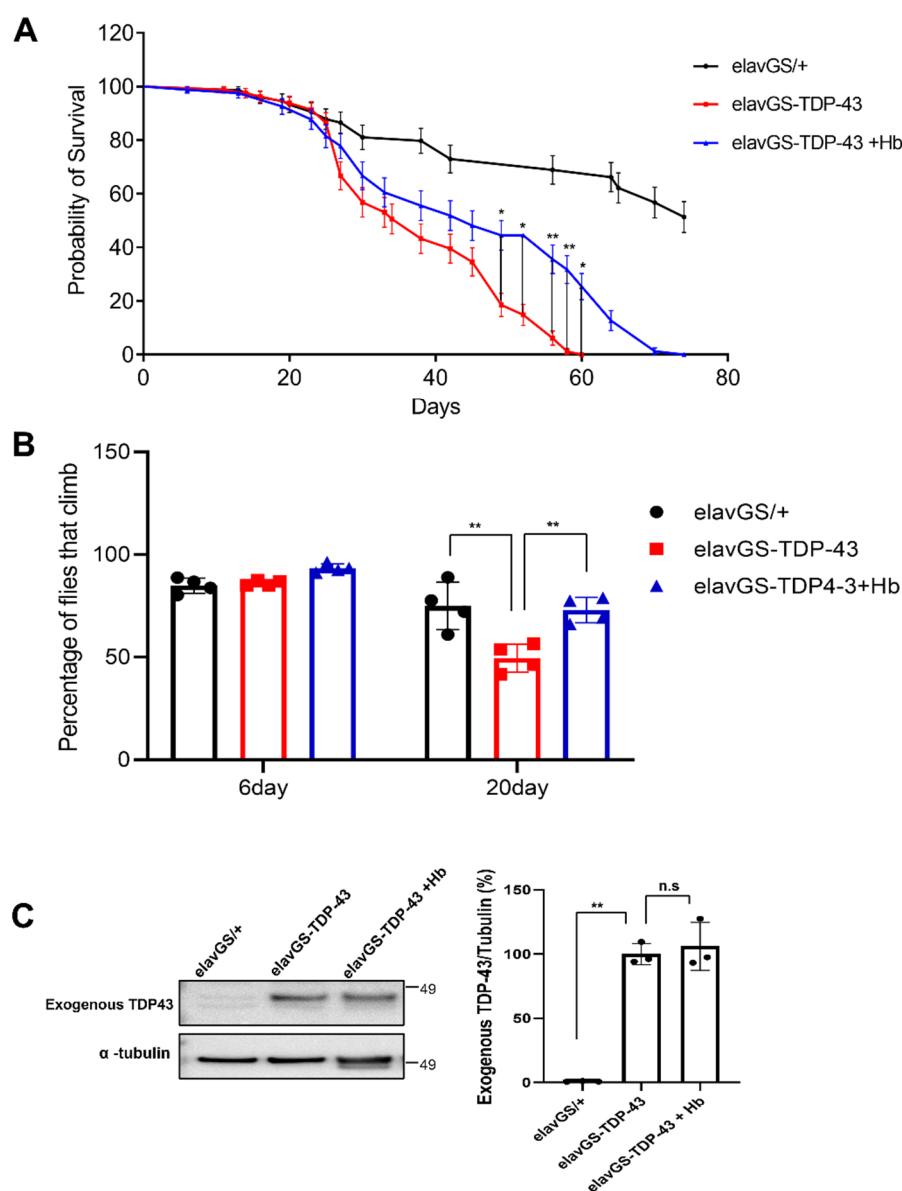 A
120
100
80
60
40
20
0
Probability of Survival
0 20 40 60 80
Days
elavGS/+
elavGS-TDP-43
elavGS-TDP-43 +Hb
* * ** ** *
B
150
100
50
0
Percentage of flies that climb
6day 20day
** **
elavGS/+
elavGS-TDP-43
elavGS-TDP4-3+Hb
C
elavGS/+ elavGS-TDP-43 elavGS-TDP-43 +Hb
Exogenous TDP43
49
α -tubulin
49
Exogenous TDP-43/Tubulin (%)
150
100
50
0
** n.s
elavGS/+ elavGS-TDP-43 elavGS-TDP-43 + Hb